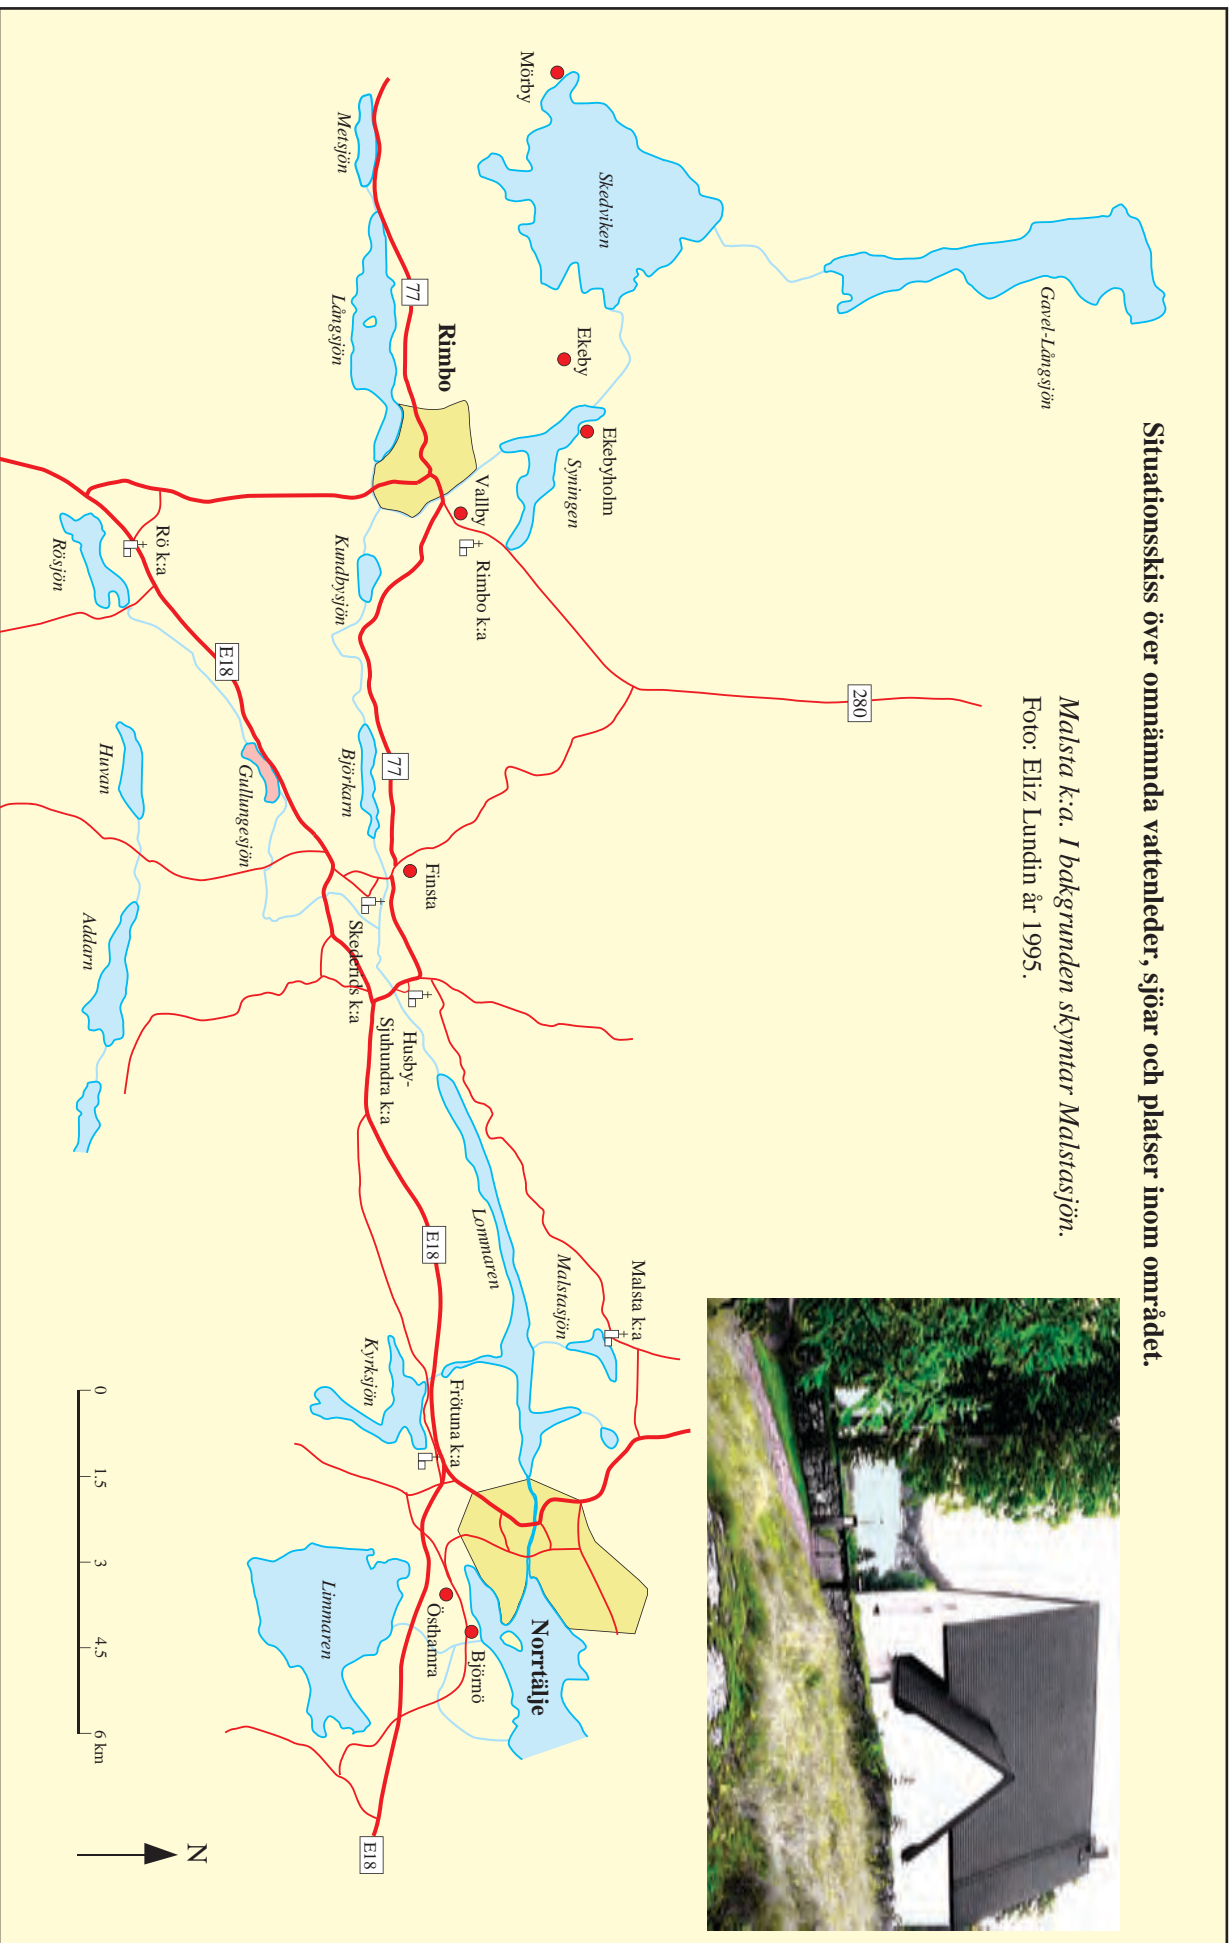 Situationsskiss över omnämnda vattenleder, sjöar och platser inom området.
Malsta k:a. I bakgrunden skymtar Malstasjön.
Foto: Eliz Lundin år 1995.
Gavel-Långsjön
280
Mörby
Skedviken
Ekeby
Ekebyholm
Syningen
Malsta k:a
Malstasjön
Norrtälje
Rimbo
Vallby
Rimbo k:a
Lommaren
Björnö
Östhamra
Frötuna k:a
77
Finsta
77
Husby-
Sjuhundra k:a
E18
E18
Metsjön
Långsjön
Kundbysjön
Björkarn
Skederids k:a
Kyrksjön
Limmaren
E18
Gullungesjön
Rö k:a
Rösjön
Huvan
Addarn
N
0 1.5 3 4.5 6 km